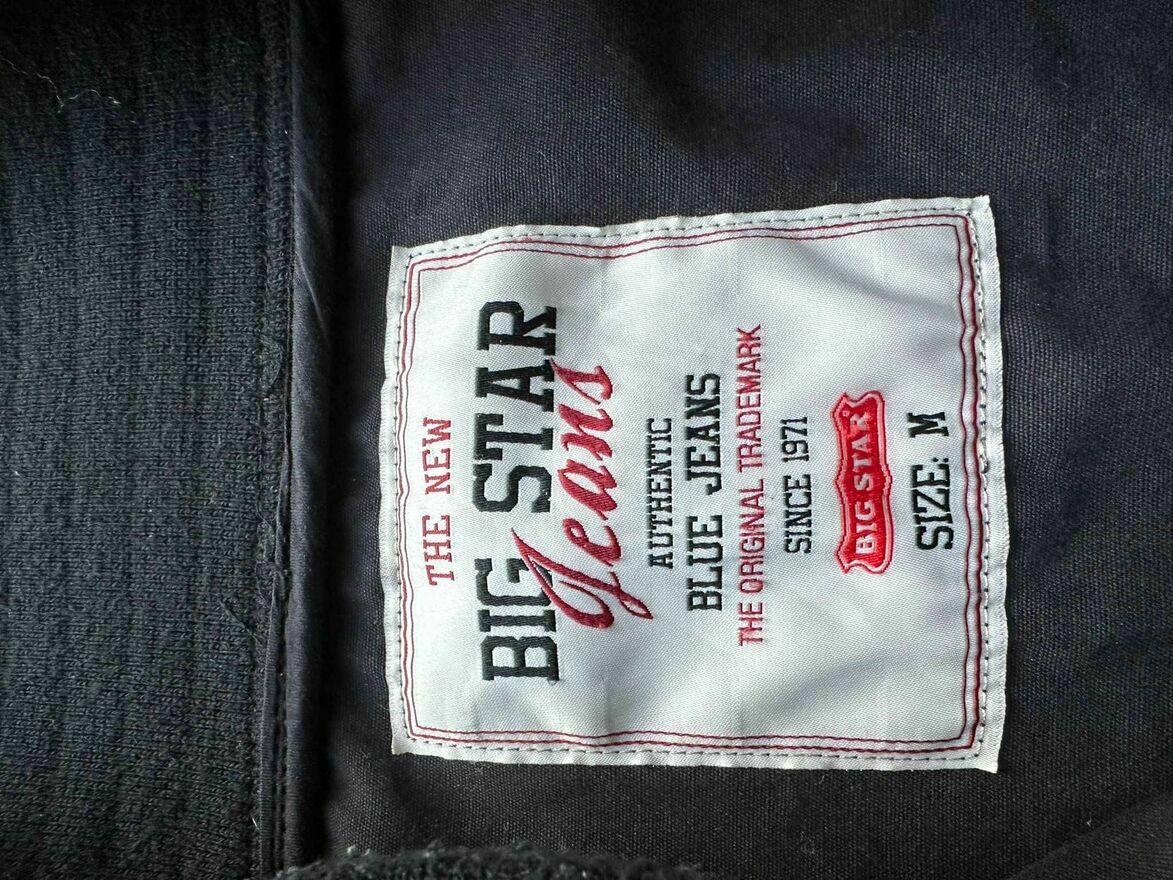 THE NEW
BIG STAR
Jeans
AUTHENTIC
BLUE JEANS
THE ORIGINAL TRADEMARK
SINCE 1971
BIG STAR
SIZE: M